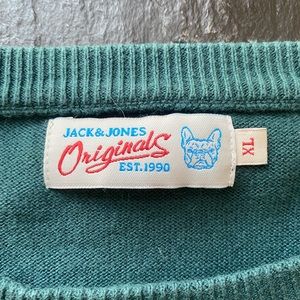 JACK&JONES
Originals
EST.1990
XL